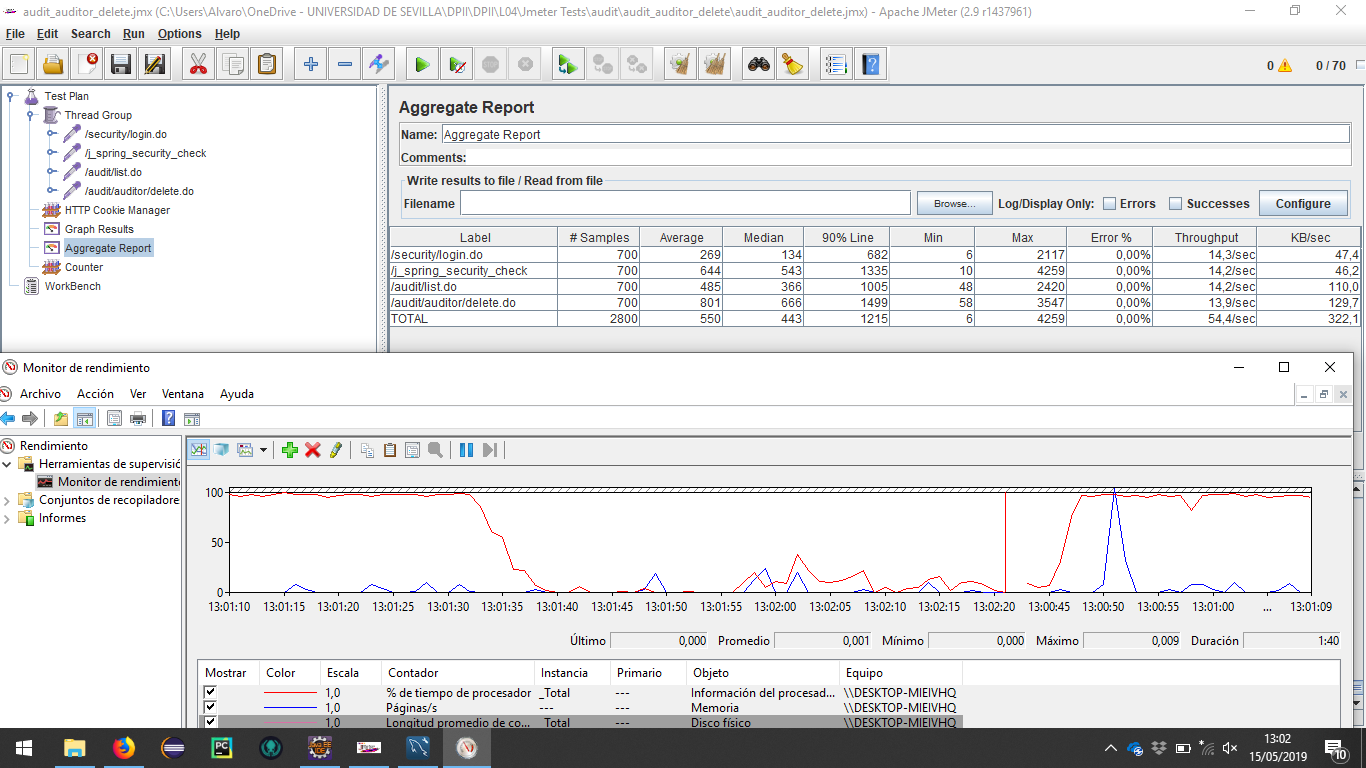 audit_auditor_delete.jmx (C:\Users\Alvaro\OneDrive - UNIVERSIDAD DE SEVILLA\DPII\DPII\L04\Jmeter Tests\audit\audit_auditor_delete\audit_auditor_delete.jmx) - Apache JMeter (2.9 r1437961)
File Edit Search Run Options Help
0 0 / 70
Test Plan
Thread Group
/security/login.do
/j_spring_security_check
/audit/list.do
/audit/auditor/delete.do
HTTP Cookie Manager
Graph Results
Aggregate Report
Counter
WorkBench
Aggregate Report
Name: Aggregate Report
Comments:
Write results to file / Read from file
Filename Browse... Log/Display Only: Errors Successes Configure
Label # Samples Average Median 90% Line Min Max Error % Throughput KB/sec
/security/login.do 700 269 134 682 6 2117 0,00% 14,3/sec 47,4
/j_spring_security_check 700 644 543 1335 10 4259 0,00% 14,2/sec 46,2
/audit/list.do 700 485 366 1005 48 2420 0,00% 14,2/sec 110,0
/audit/auditor/delete.do 700 801 666 1499 58 3547 0,00% 13,9/sec 129,7
TOTAL 2800 550 443 1215 6 4259 0,00% 54,4/sec 322,1
Monitor de rendimiento
Archivo Acción Ver Ventana Ayuda
Rendimiento
Herramientas de supervisió
Monitor de rendimiento
Conjuntos de recopiladore
Informes
100
50
0
13:01:10 13:01:15 13:01:20 13:01:25 13:01:30 13:01:35 13:01:40 13:01:45 13:01:50 13:01:55 13:02:00 13:02:05 13:02:10 13:02:15 13:02:20 13:00:45 13:00:50 13:00:55 13:01:00 ... 13:01:09
Último 0,000 Promedio 0,001 Mínimo 0,000 Máximo 0,009 Duración 1:40
Mostrar Color Escala Contador Instancia Primario Objeto Equipo
1,0 % de tiempo de procesador _Total --- Información del procesad... \\DESKTOP-MIEIVHQ
1,0 Páginas/s --- --- Memoria \\DESKTOP-MIEIVHQ
1,0 Longitud promedio de co... _Total --- Disco físico \\DESKTOP-MIEIVHQ
13:02
15/05/2019
10